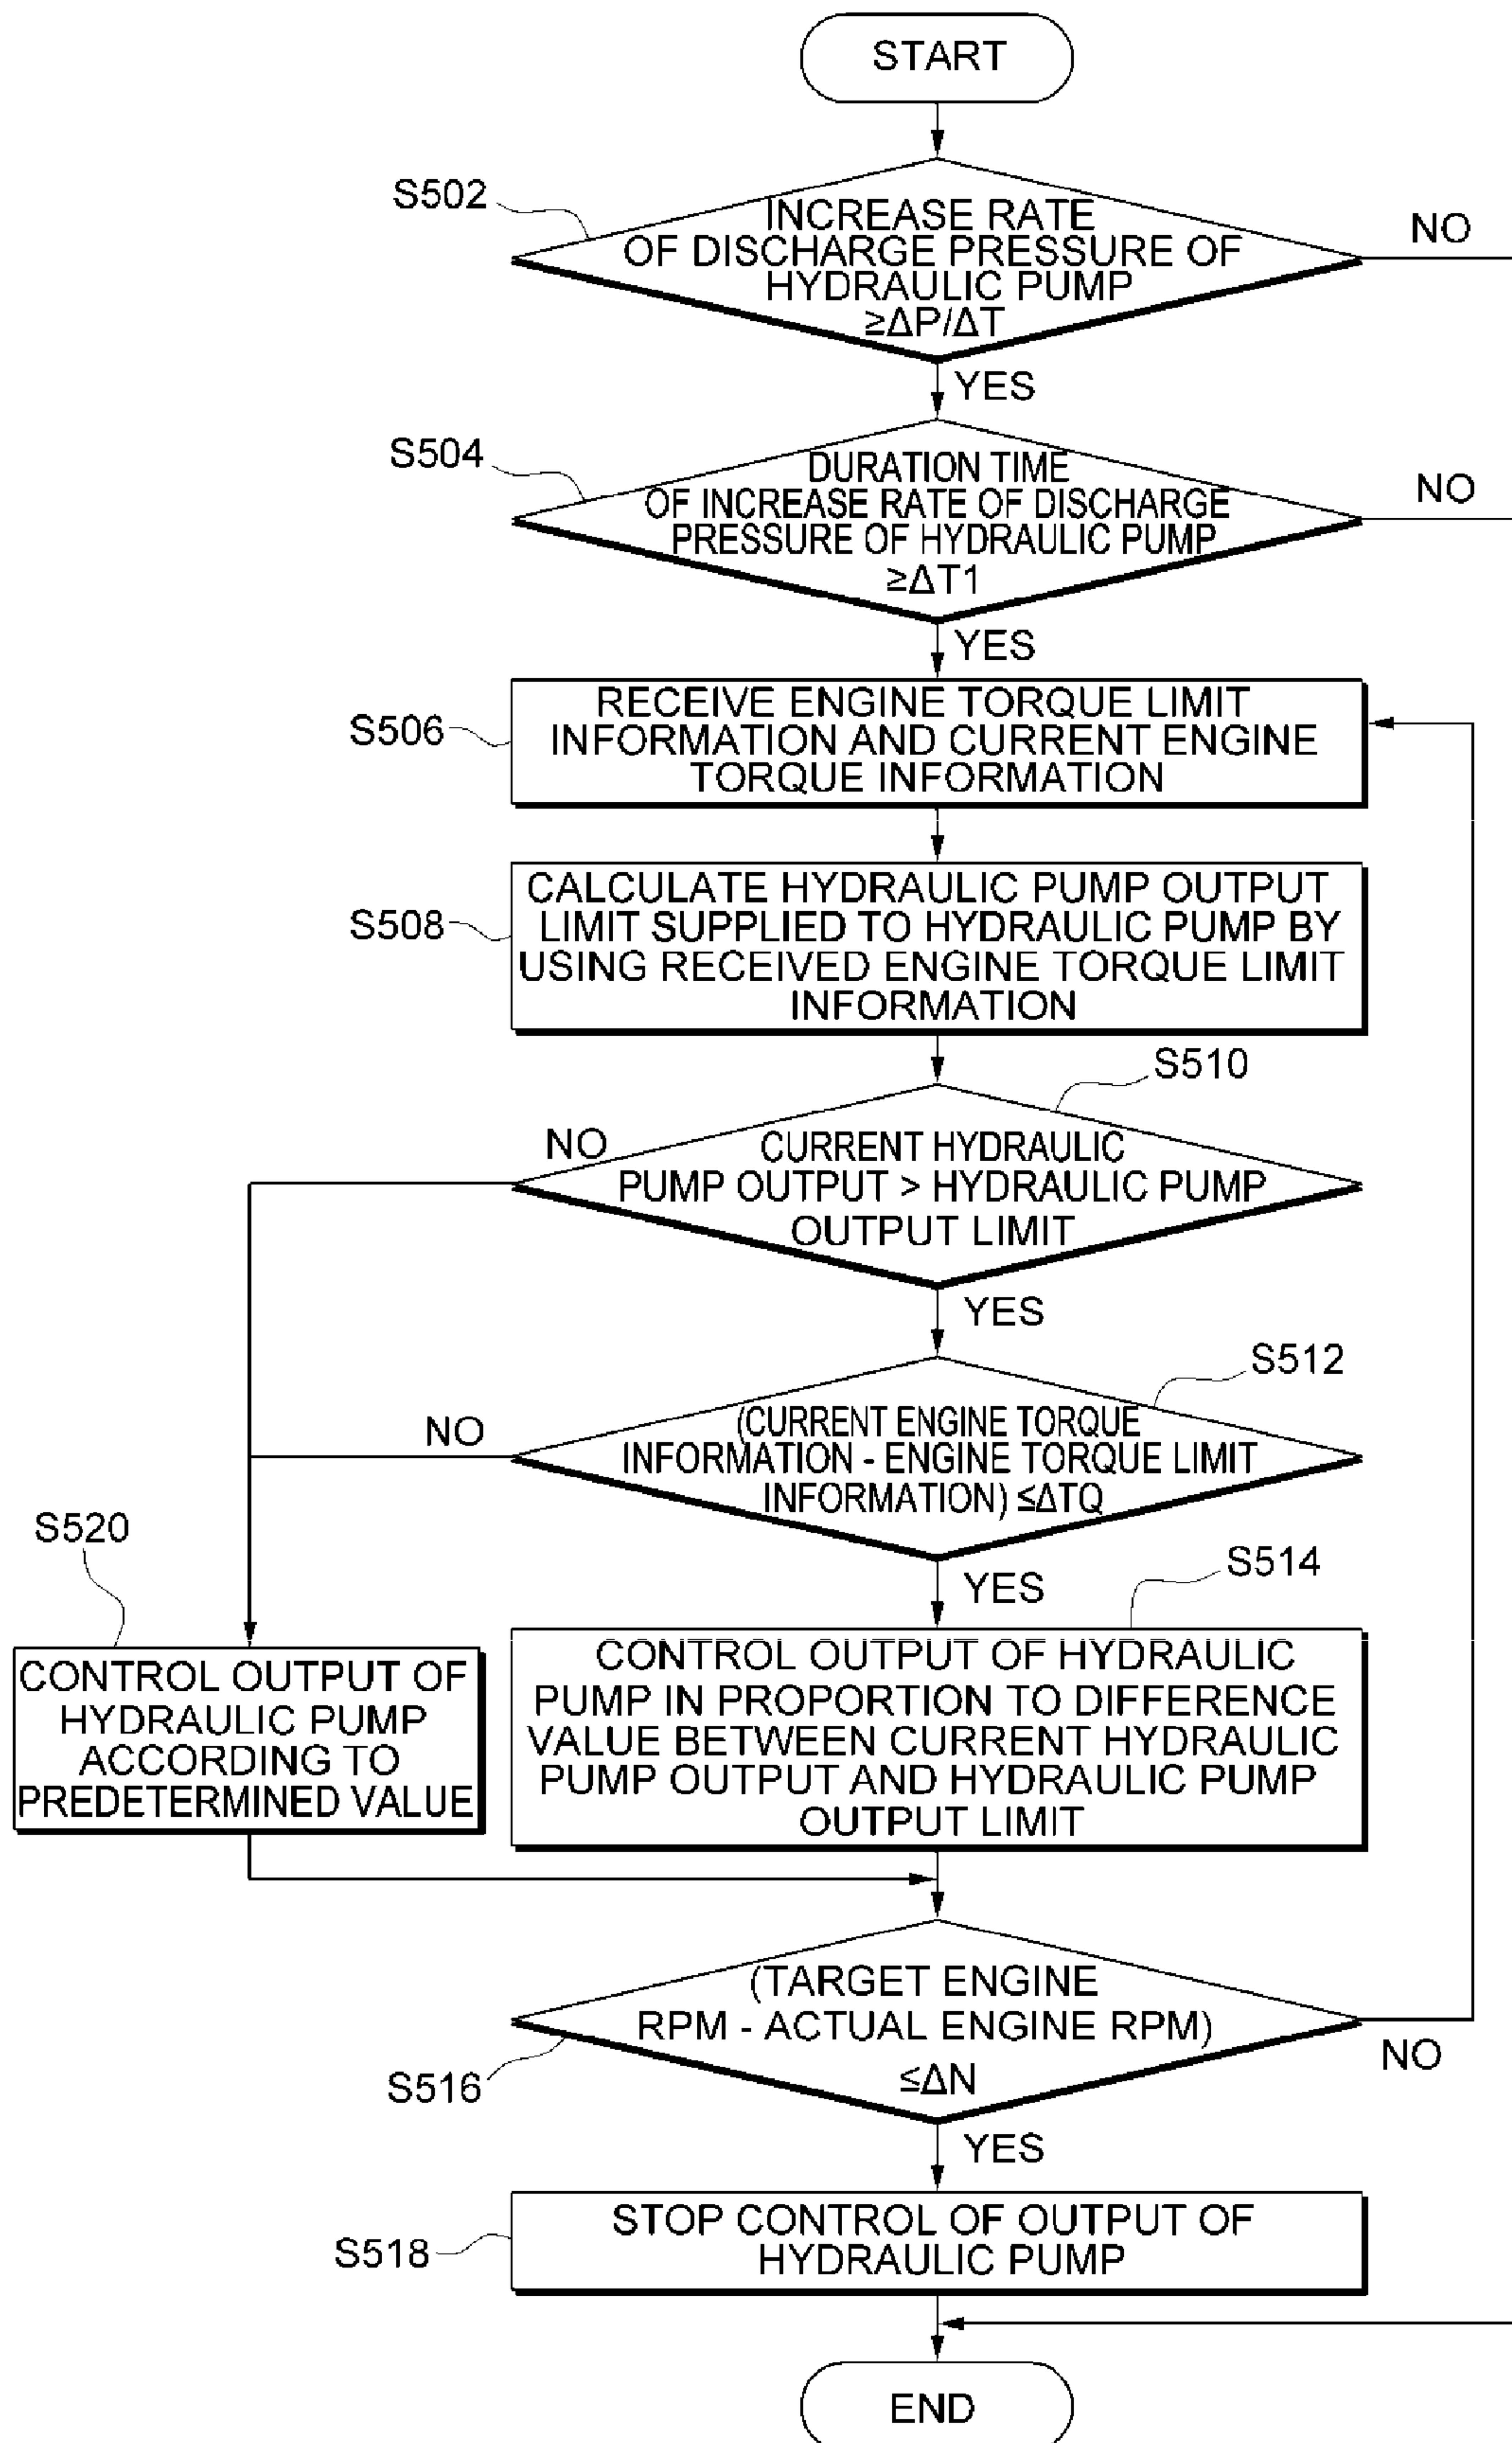 START
S502
INCREASE RATE
OF DISCHARGE PRESSURE OF
HYDRAULIC PUMP
≥ΔP/ΔT
NO
YES
S504
DURATION TIME
OF INCREASE RATE OF DISCHARGE
PRESSURE OF HYDRAULIC PUMP
≥ΔT1
NO
YES
S506
RECEIVE ENGINE TORQUE LIMIT
INFORMATION AND CURRENT ENGINE
TORQUE INFORMATION
S508
CALCULATE HYDRAULIC PUMP OUTPUT
LIMIT SUPPLIED TO HYDRAULIC PUMP BY
USING RECEIVED ENGINE TORQUE LIMIT
INFORMATION
S510
NO
CURRENT HYDRAULIC
PUMP OUTPUT > HYDRAULIC PUMP
OUTPUT LIMIT
YES
S512
NO
(CURRENT ENGINE TORQUE
INFORMATION - ENGINE TORQUE LIMIT
INFORMATION) ≤ΔTQ
YES
S514
S520
CONTROL OUTPUT OF
HYDRAULIC PUMP
ACCORDING TO
PREDETERMINED VALUE
CONTROL OUTPUT OF HYDRAULIC
PUMP IN PROPORTION TO DIFFERENCE
VALUE BETWEEN CURRENT HYDRAULIC
PUMP OUTPUT AND HYDRAULIC PUMP
OUTPUT LIMIT
(TARGET ENGINE
RPM - ACTUAL ENGINE RPM)
≤ΔN
S516
NO
YES
S518
STOP CONTROL OF OUTPUT OF
HYDRAULIC PUMP
END